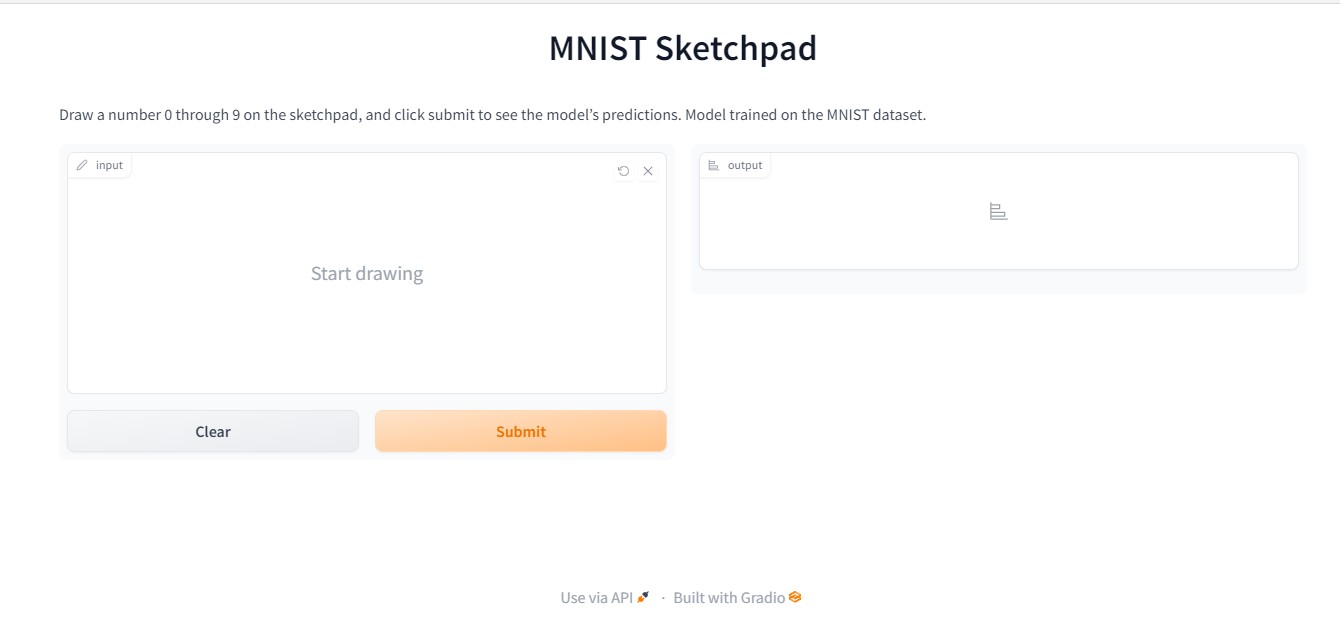 MNIST Sketchpad
Draw a number 0 through 9 on the sketchpad, and click submit to see the model’s predictions. Model trained on the MNIST dataset.
input
output
Start drawing
Clear
Submit
Use via API · Built with Gradio